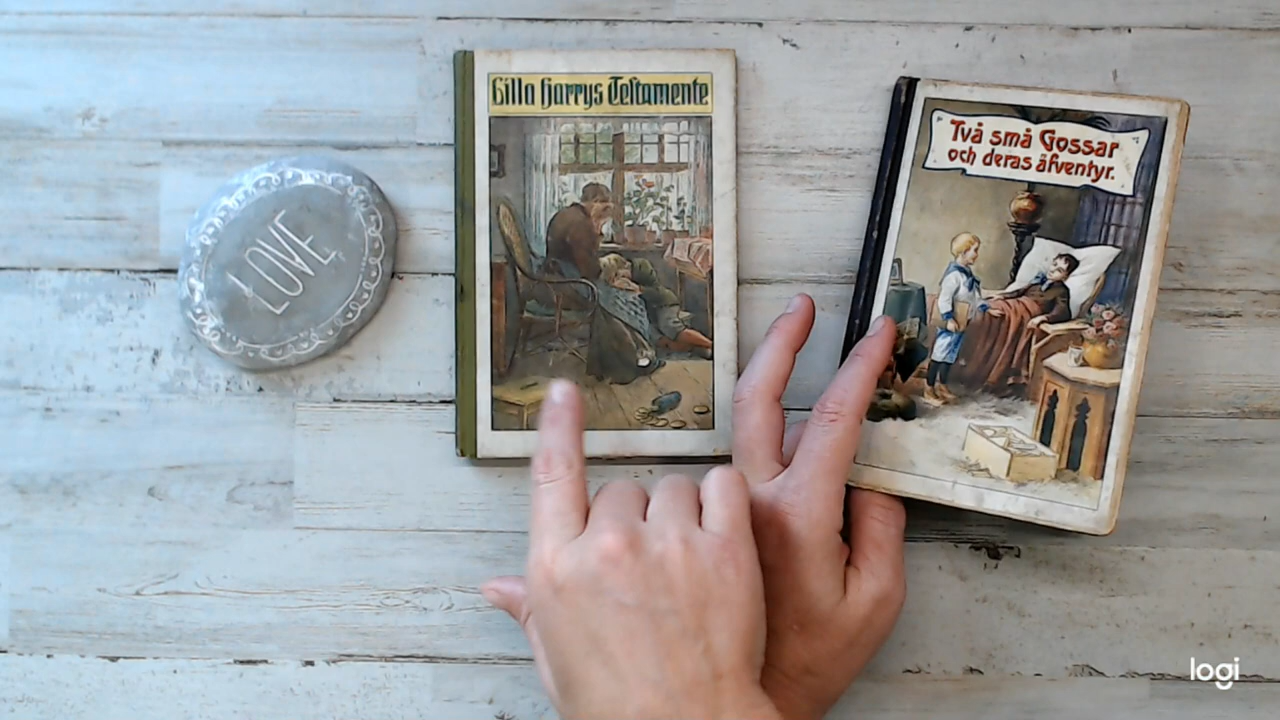 LOVE
Lilla Harrys Testamente
Två små Gossar
och deras äfventyr.
logi